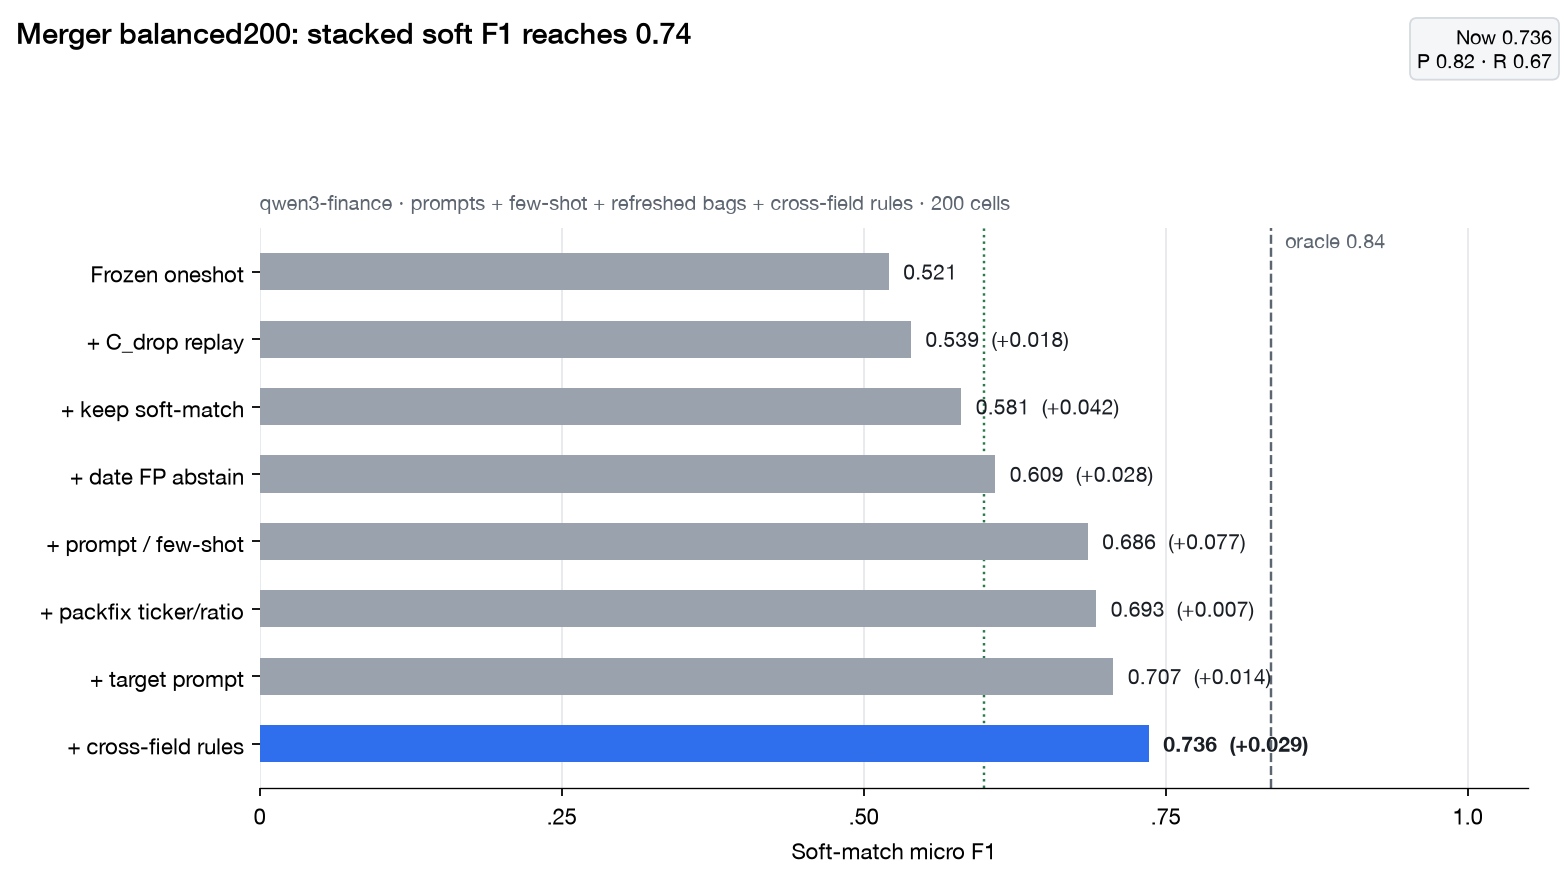 Merger balanced200: stacked soft F1 reaches 0.74
Now 0.736
P 0.82 · R 0.67
qwen3-finance · prompts + few-shot + refreshed bags + cross-field rules · 200 cells
oracle 0.84
Frozen oneshot 0.521
+ C_drop replay 0.539 (+0.018)
+ keep soft-match 0.581 (+0.042)
+ date FP abstain 0.609 (+0.028)
+ prompt / few-shot 0.686 (+0.077)
+ packfix ticker/ratio 0.693 (+0.007)
+ target prompt 0.707 (+0.014)
+ cross-field rules 0.736 (+0.029)
0 .25 .50 .75 1.0
Soft-match micro F1